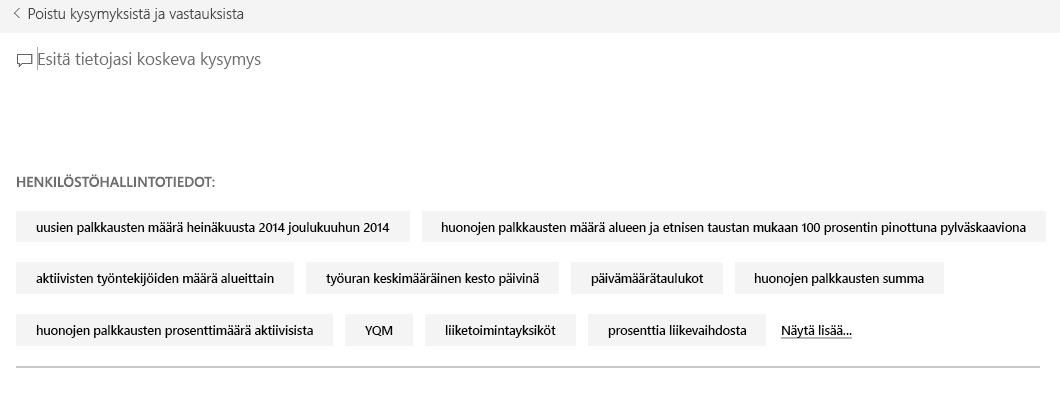 Poistu kysymyksistä ja vastauksista
Esitä tietojasi koskeva kysymys
HENKILÖSTÖHALLINTOTIEDOT:
uusien palkkausten määrä heinäkuusta 2014 joulukuuhun 2014
huonojen palkkausten määrä alueen ja etnisen taustan mukaan 100 prosentin pinottuna pylväskaaviona
aktiivisten työntekijöiden määrä alueittain
työuran keskimääräinen kesto päivinä
päivämäärätaulukot
huonojen palkkausten summa
huonojen palkkausten prosenttimäärä aktiivisista
YQM
liiketoimintayksiköt
prosenttia liikevaihdosta
Näytä lisää...